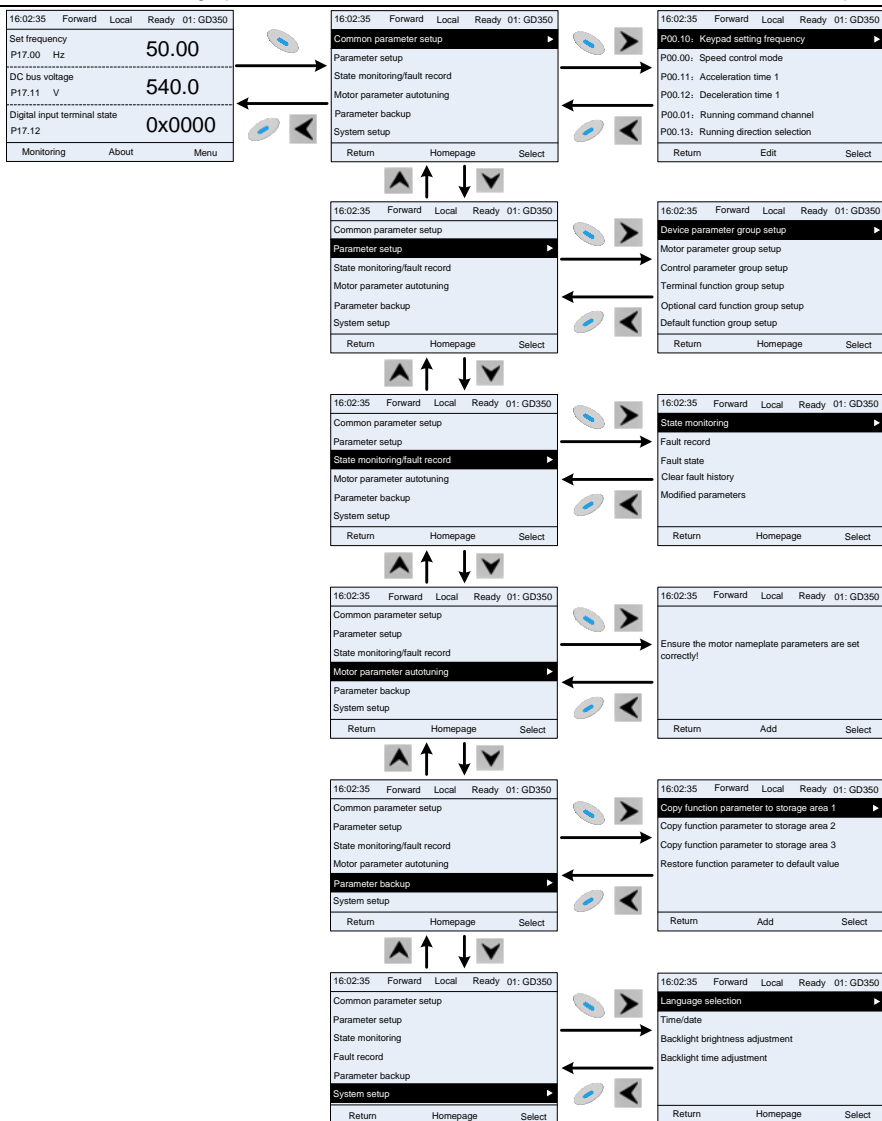 16:02:35 Forward Local Ready 01: GD350
Set frequency
P17.00 Hz 50.00
DC bus voltage
P17.11 V 540.0
Digital input terminal state
P17.12 0x0000
Monitoring About Menu
16:02:35 Forward Local Ready 01: GD350
Common parameter setup
Parameter setup
State monitoring/fault record
Motor parameter autotuning
Parameter backup
System setup
Return Homepage Select
16:02:35 Forward Local Ready 01: GD350
P00.10: Keypad setting frequency
P00.00: Speed control mode
P00.11: Acceleration time 1
P00.12: Deceleration time 1
P00.01: Running command channel
P00.13: Running direction selection
Return Edit Select
16:02:35 Forward Local Ready 01: GD350
Common parameter setup
Parameter setup
State monitoring/fault record
Motor parameter autotuning
Parameter backup
System setup
Return Homepage Select
16:02:35 Forward Local Ready 01: GD350
Device parameter group setup
Motor parameter group setup
Control parameter group setup
Terminal function group setup
Optional card function group setup
Default function group setup
Return Homepage Select
16:02:35 Forward Local Ready 01: GD350
Common parameter setup
Parameter setup
State monitoring/fault record
Motor parameter autotuning
Parameter backup
System setup
Return Homepage Select
16:02:35 Forward Local Ready 01: GD350
State monitoring
Fault record
Fault state
Clear fault history
Modified parameters
Return Homepage Select
16:02:35 Forward Local Ready 01: GD350
Common parameter setup
Parameter setup
State monitoring/fault record
Motor parameter autotuning
Parameter backup
System setup
Return Homepage Select
16:02:35 Forward Local Ready 01: GD350
Ensure the motor nameplate parameters are set
correctly!
Return Add Select
16:02:35 Forward Local Ready 01: GD350
Common parameter setup
Parameter setup
State monitoring/fault record
Motor parameter autotuning
Parameter backup
System setup
Return Homepage Select
16:02:35 Forward Local Ready 01: GD350
Copy function parameter to storage area 1
Copy function parameter to storage area 2
Copy function parameter to storage area 3
Restore function parameter to default value
Return Add Select
16:02:35 Forward Local Ready 01: GD350
Common parameter setup
Parameter setup
State monitoring
Fault record
Parameter backup
System setup
Return Homepage Select
16:02:35 Forward Local Ready 01: GD350
Language selection
Time/date
Backlight brightness adjustment
Backlight time adjustment
Return Homepage Select